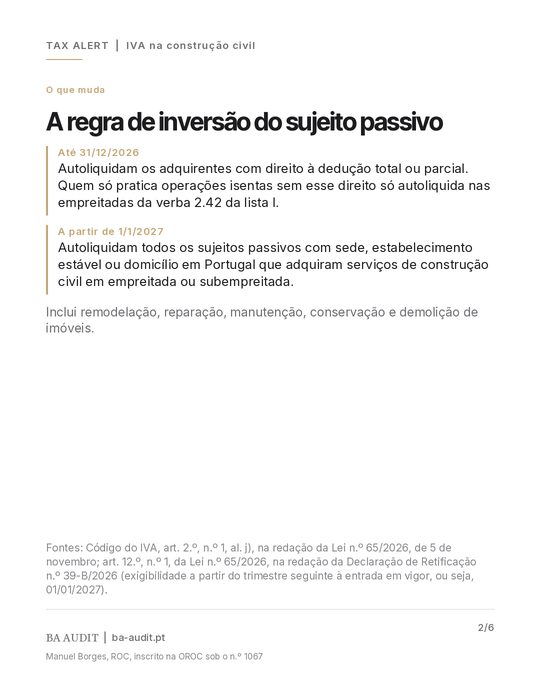 TAX ALERT | IVA na construção civil
O que muda
A regra de inversão do sujeito passivo
Até 31/12/2026
Autoliquidam os adquirentes com direito à dedução total ou parcial.
Quem só pratica operações isentas sem esse direito só autoliquida nas
empreitadas da verba 2.42 da lista I.
A partir de 1/1/2027
Autoliquidam todos os sujeitos passivos com sede, estabelecimento
estável ou domicílio em Portugal que adquiram serviços de construção
civil em empreitada ou subempreitada.
Inclui remodelação, reparação, manutenção, conservação e demolição de
imóveis.
Fontes: Código do IVA, art. 2.º, n.º 1, al. j), na redação da Lei n.º 65/2026, de 5 de
novembro; art. 12.º, n.º 1, da Lei n.º 65/2026, na redação da Declaração de Retificação
n.º 39-B/2026 (exigibilidade a partir do trimestre seguinte à entrada em vigor, ou seja,
01/01/2027).
2/6
BA AUDIT | ba-audit.pt
Manuel Borges, ROC, inscrito na OROC sob o n.º 1067